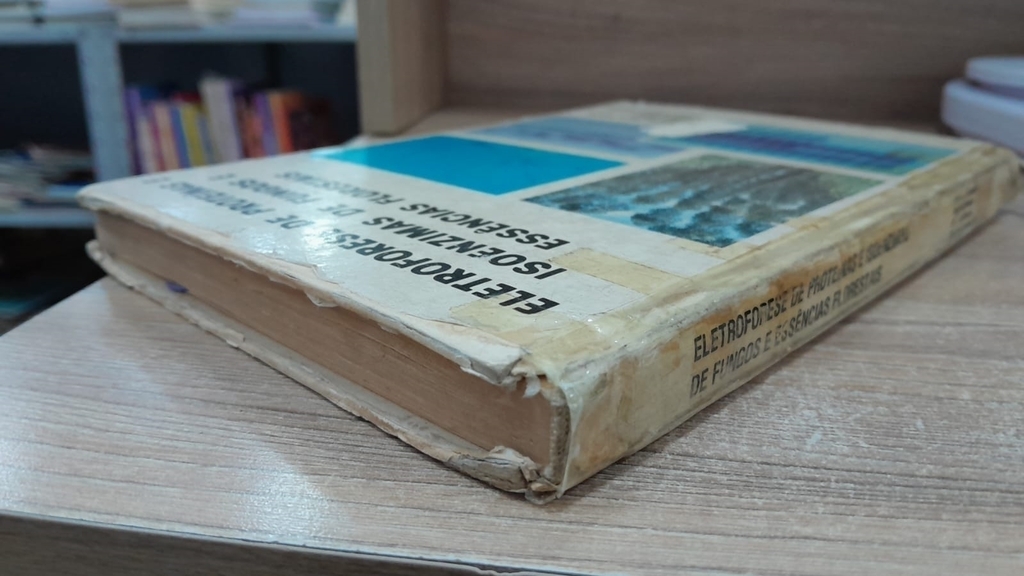 ELETROFORESE DE PROTEÍNAS E
ISOENZIMAS DE FUNGOS E
ESSÊNCIAS FLORESTAIS
ELETROFORESE DE PROTEÍNAS E ISOENZIMAS
DE FUNGOS E ESSÊNCIAS FLORESTAIS